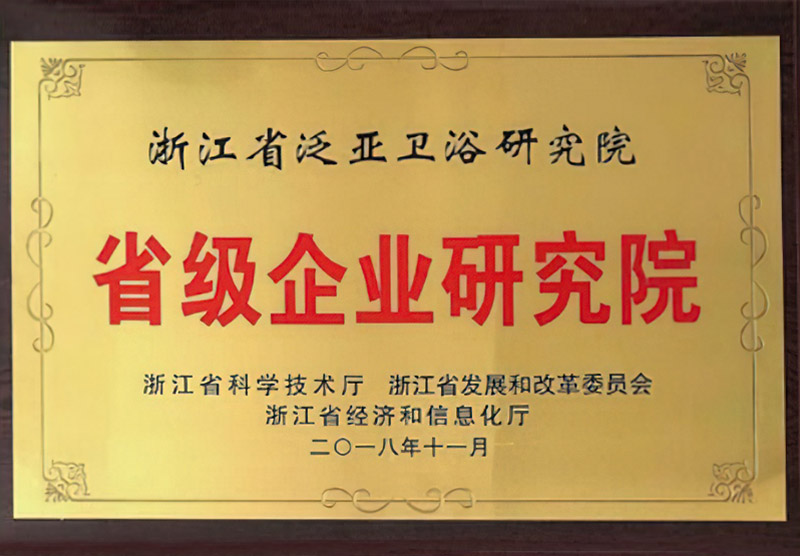 浙江省泛亚卫浴研究院
省级企业研究院
浙江省科学技术厅 浙江省发展和改革委员会
浙江省经济和信息化厅
二〇一八年十一月